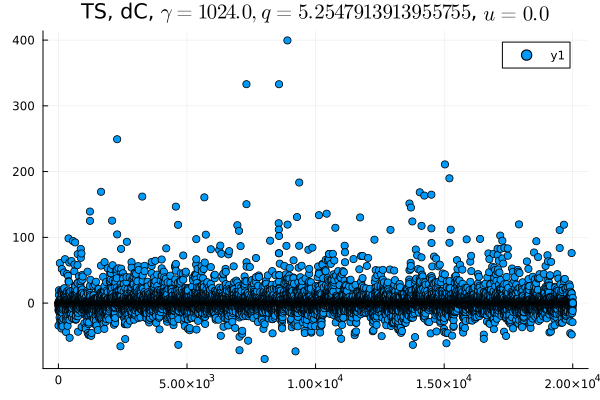 TS, dC, γ = 1024.0, q = 5.2547913913955755, u = 0.0
y1
400
300
200
100
0
0 5.00×10³ 1.00×10⁴ 1.50×10⁴ 2.00×10⁴